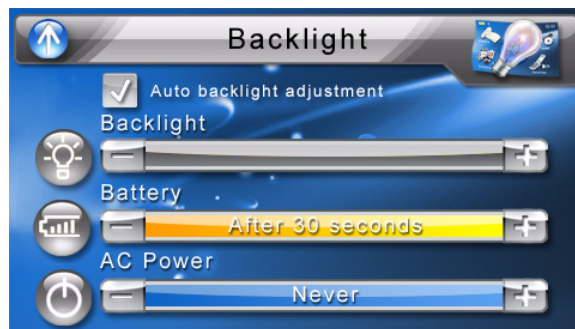 Backlight
Auto backlight adjustment
Backlight
Battery
After 30 seconds
AC Power
Never